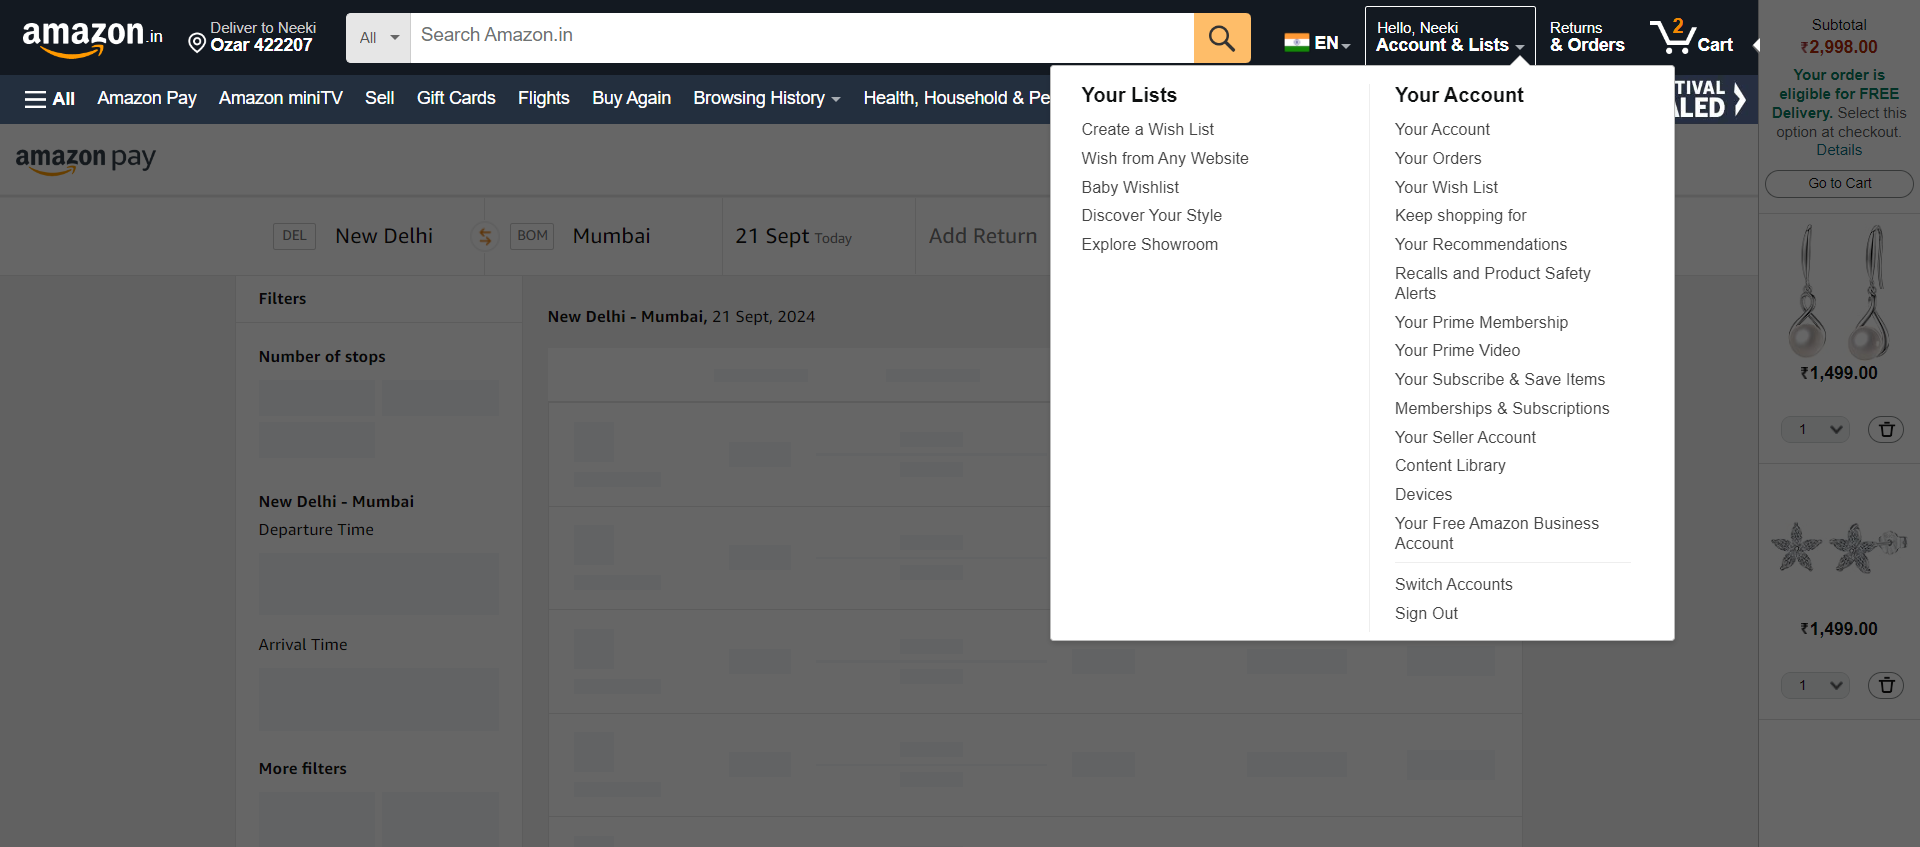 amazon.in
Deliver to Neeki
Ozar 422207
All
Search Amazon.in
EN
Hello, Neeki
Account & Lists
Returns
& Orders
2
Cart
All
Amazon Pay
Amazon miniTV
Sell
Gift Cards
Flights
Buy Again
Browsing History
Health, Household & Pe
amazon pay
DEL
New Delhi
BOM
Mumbai
21 Sept Today
Add Return
Filters
Number of stops
New Delhi - Mumbai
Departure Time
Arrival Time
More filters
New Delhi - Mumbai, 21 Sept, 2024
Your Lists
Create a Wish List
Wish from Any Website
Baby Wishlist
Discover Your Style
Explore Showroom
Your Account
Your Account
Your Orders
Your Wish List
Keep shopping for
Your Recommendations
Recalls and Product Safety
Alerts
Your Prime Membership
Your Prime Video
Your Subscribe & Save Items
Memberships & Subscriptions
Your Seller Account
Content Library
Devices
Your Free Amazon Business
Account
Switch Accounts
Sign Out
TIVAL
LED
Subtotal
₹2,998.00
Your order is
eligible for FREE
Delivery. Select this
option at checkout.
Details
Go to Cart
₹1,499.00
1
₹1,499.00
1